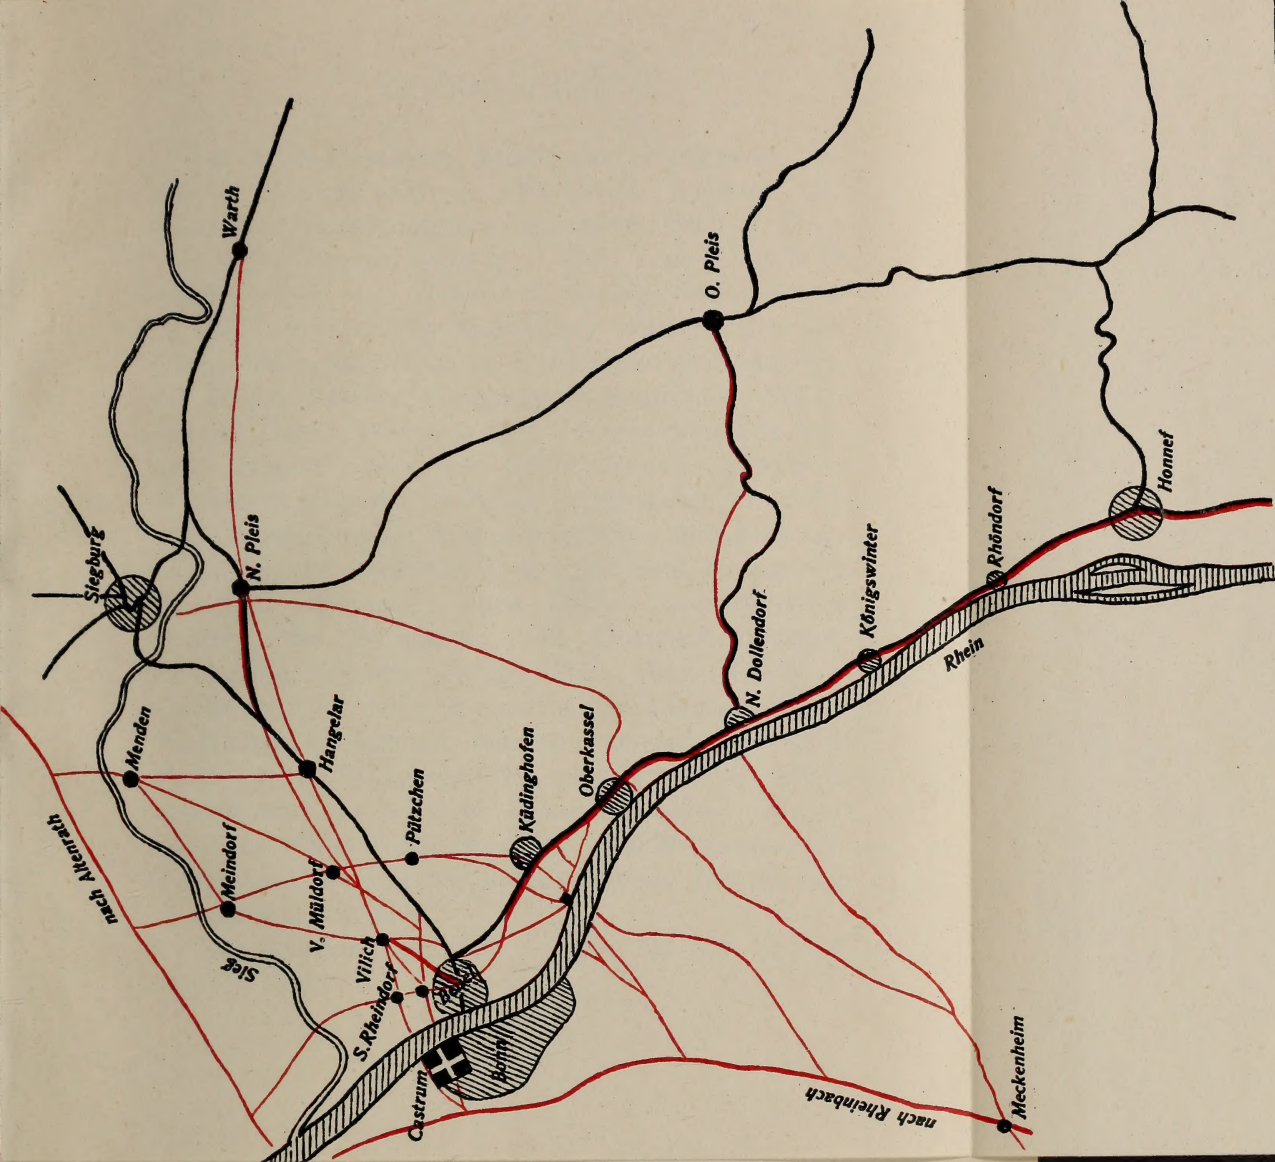 Warth
O. Pleis
Siegburg
N. Pleis
Honnef
Rhöndorf
Königswinter
N. Dollendorf.
Rhein
Menden
Hangelar
Oberkassel
Küdinghofen
Pützchen
nach Altenrath
Meindorf
V. Müldorf
Vilich
Sieg
S. Rheindorf
Beuel
Bonn
Castrum
nach Rheinbach
Meckenheim